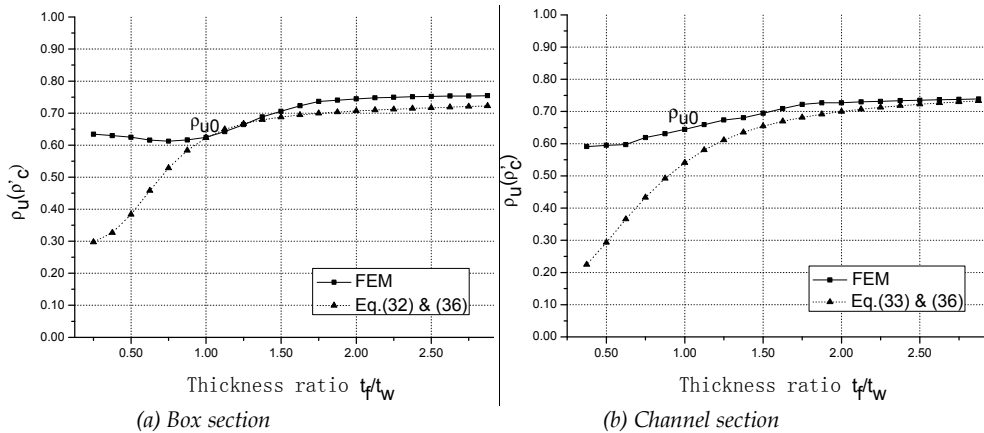 1.00
0.90
0.80
0.70
0.60
0.50
0.40
0.30
0.20
0.10
0.00
ρu(ρ'c)
ρu0
FEM
Eq.(32) & (36)
0.50 1.00 1.50 2.00 2.50
Thickness ratio tf/tw
(a) Box section
1.00
0.90
0.80
0.70
0.60
0.50
0.40
0.30
0.20
0.10
0.00
ρu(ρ'c)
ρu0
FEM
Eq.(33) & (36)
0.50 1.00 1.50 2.00 2.50
Thickness ratio tf/tw
(b) Channel section